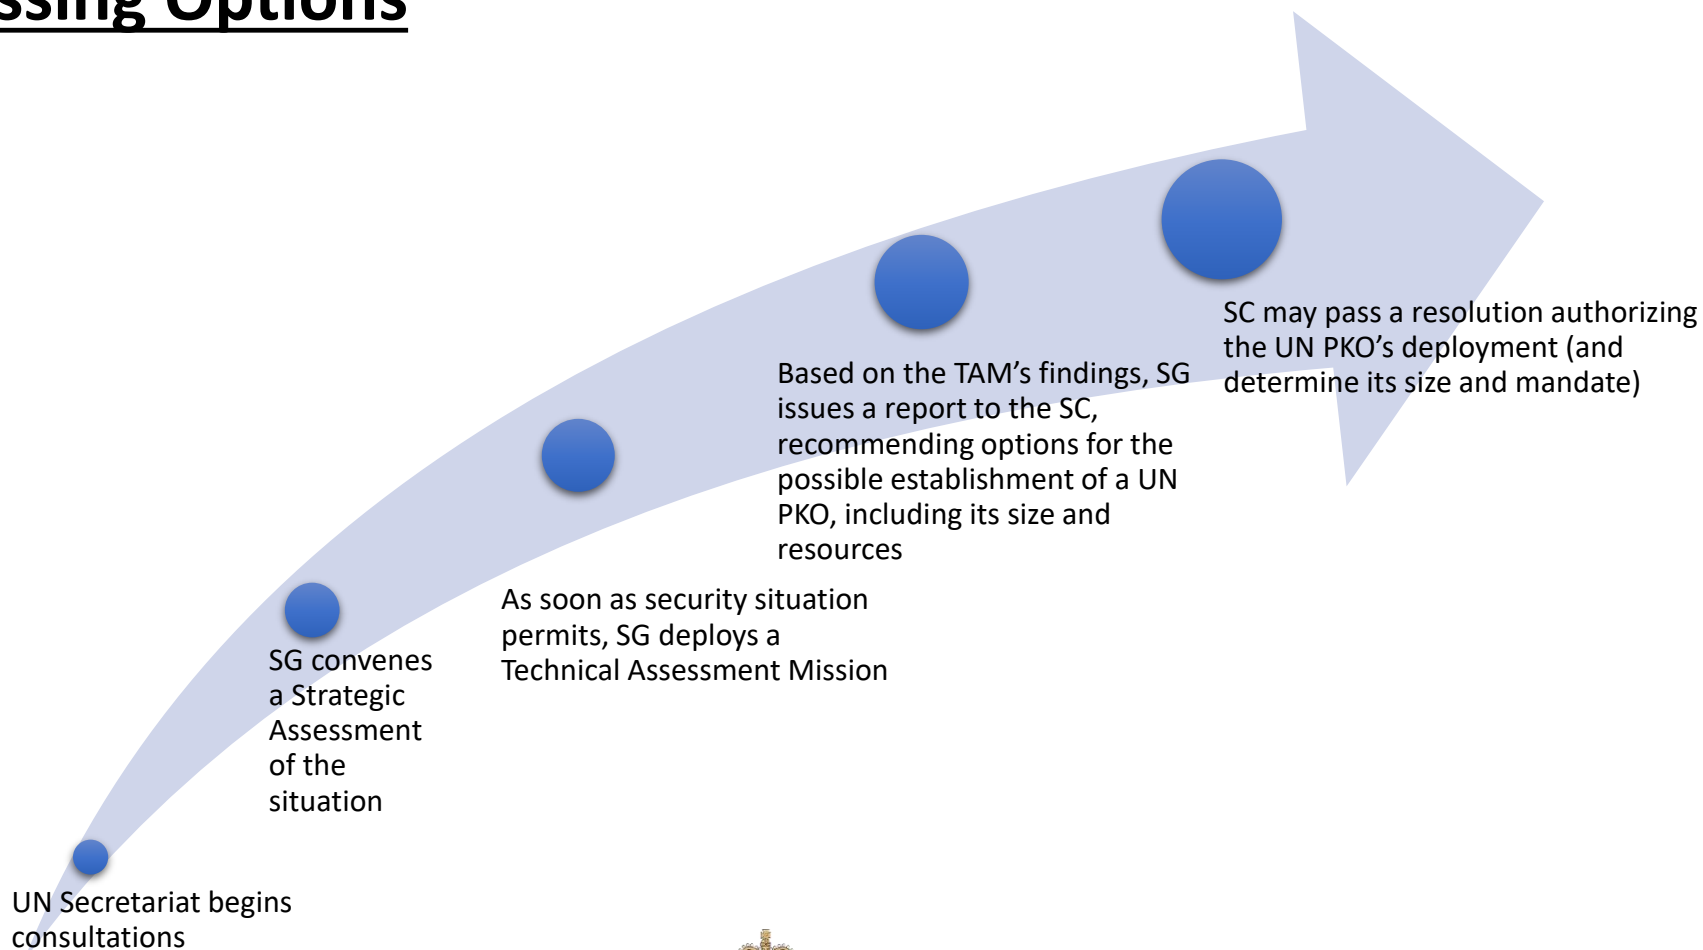 Options
UN Secretariat begins
consultations
SG convenes
a Strategic
Assessment
of the
situation
As soon as security situation
permits, SG deploys a
Technical Assessment Mission
Based on the TAM’s findings, SG
issues a report to the SC,
recommending options for the
possible establishment of a UN
PKO, including its size and
resources
SC may pass a resolution authorizing
the UN PKO’s deployment (and
determine its size and mandate)